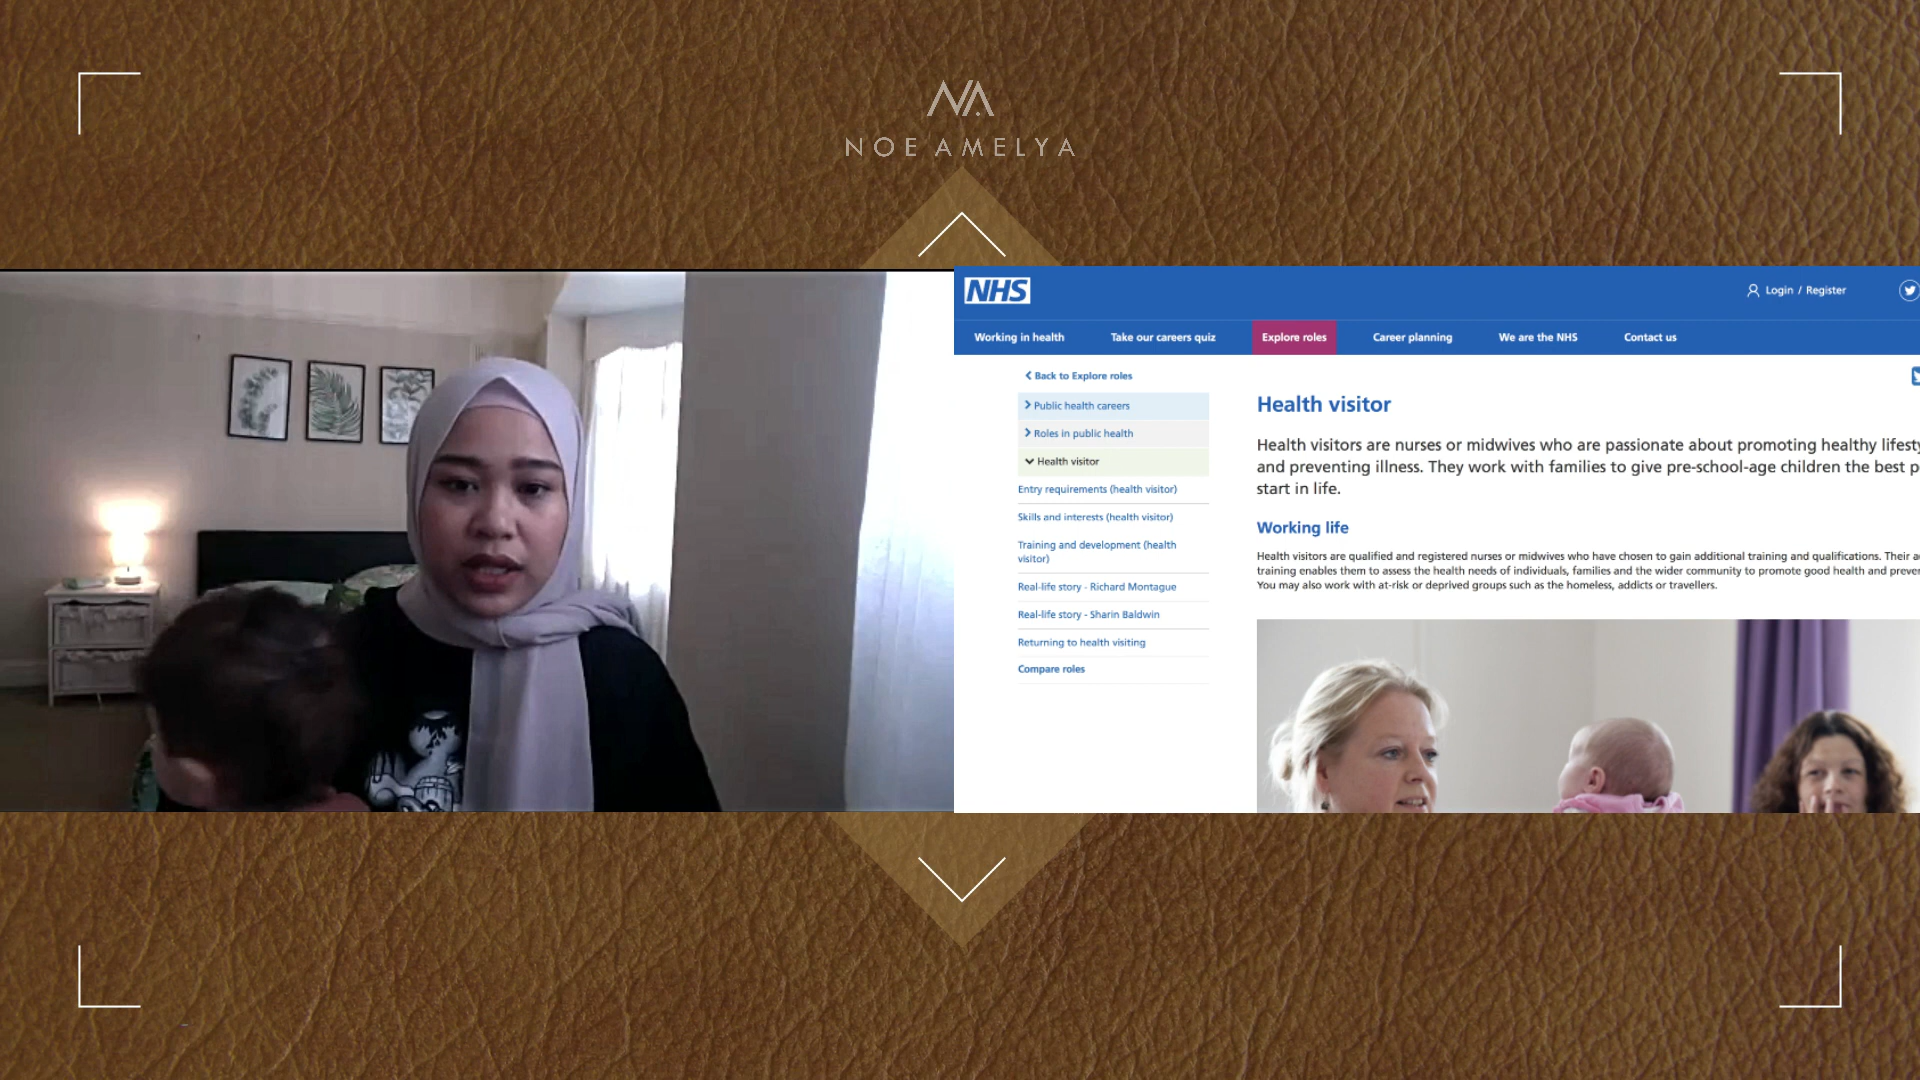 NA
NOE AMELYA
NHS
Login / Register
Working in health
Take our careers quiz
Explore roles
Career planning
We are the NHS
Contact us
Back to Explore roles
Public health careers
Roles in public health
Health visitor
Entry requirements (health visitor)
Skills and interests (health visitor)
Training and development (health
visitor)
Real-life story - Richard Montague
Real-life story - Sharin Baldwin
Returning to health visiting
Compare roles
Health visitor
Health visitors are nurses or midwives who are passionate about promoting healthy
and preventing illness. They work with families to give pre-school-age children the best
start in life.
Working life
Health visitors are qualified and registered nurses or midwives who have chosen to gain additional training and qualifications. Their
training enables them to assess the health needs of individuals, families and the wider community to promote good health and
You may also work with at-risk or deprived groups such as the homeless, addicts or travellers.